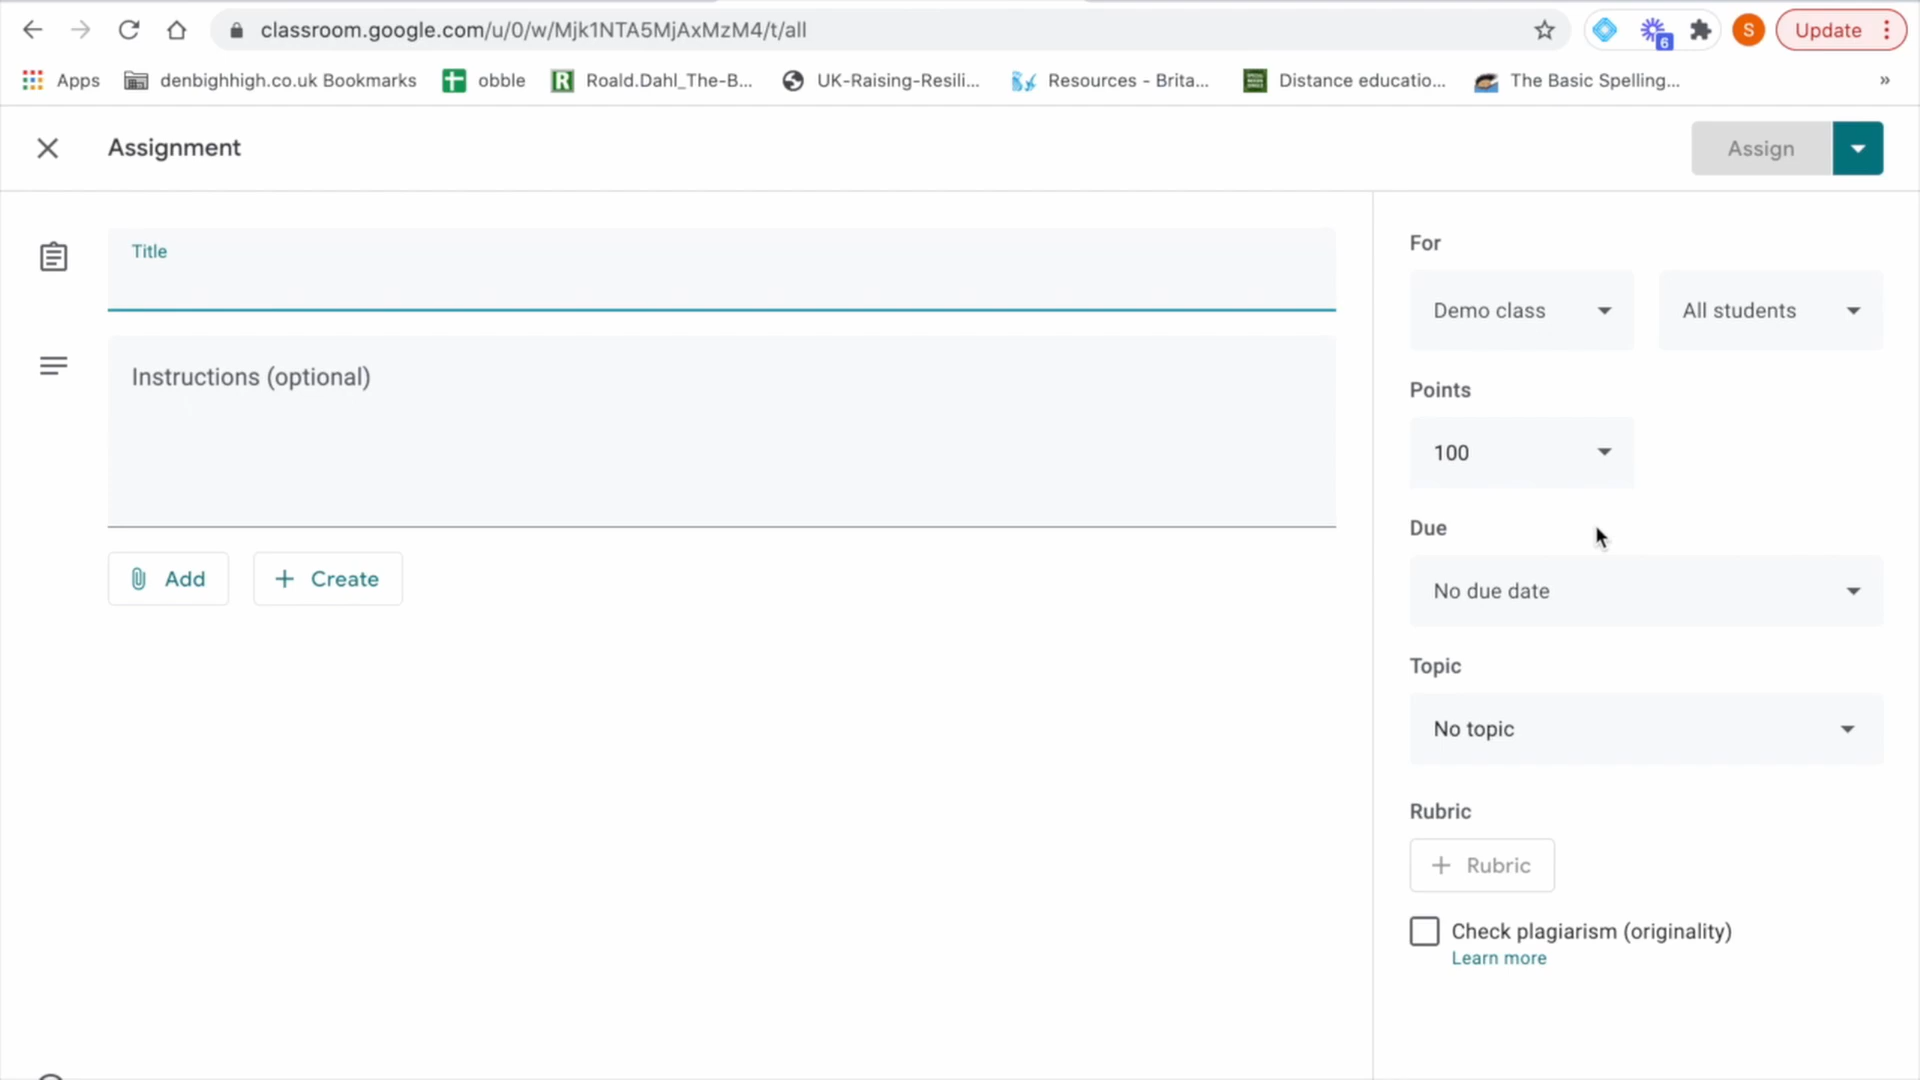 classroom.google.com/u/0/w/Mjk1NTA5MjAxMzM4/t/all
6
S
Update
Apps
denbighhigh.co.uk Bookmarks
obble
R
Roald.Dahl_The-B...
UK-Raising-Resili...
Resources - Brita...
Distance educatio...
The Basic Spelling...
»
Assignment
Assign
Title
Instructions (optional)
Add
+ Create
For
Demo class
All students
Points
100
Due
No due date
Topic
No topic
Rubric
+ Rubric
Check plagiarism (originality)
Learn more